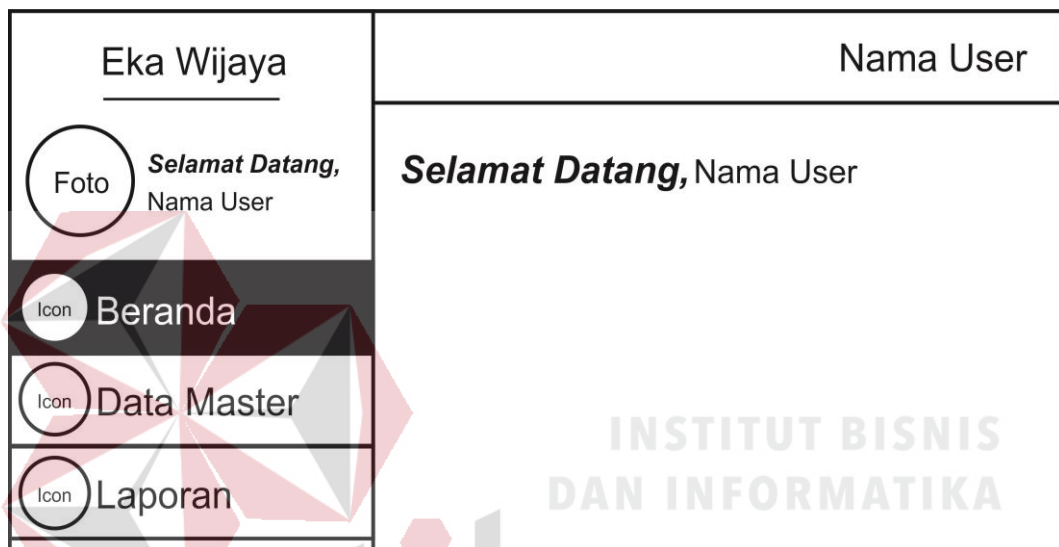 Eka Wijaya
Nama User
Foto
Selamat Datang,
Nama User
Selamat Datang, Nama User
Icon Beranda
Icon Data Master
Icon Laporan
INSTITUT BISNIS
DAN INFORMATIKA